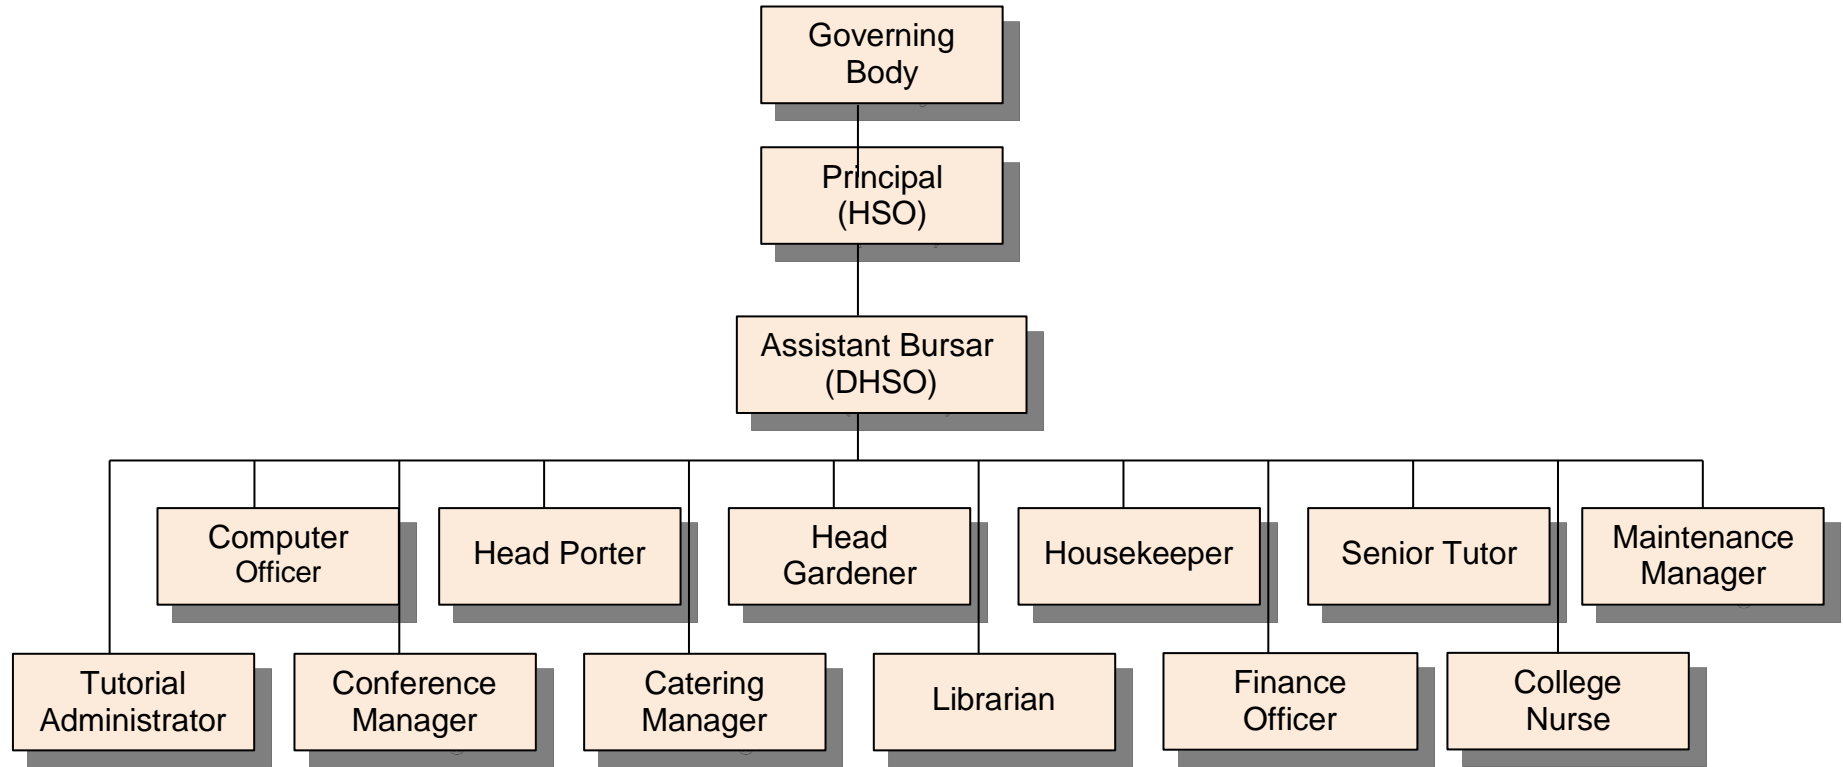 Governing
Body
Principal
(HSO)
Assistant Bursar
(DHSO)
Computer
Officer
Head Porter
Head
Gardener
Housekeeper
Senior Tutor
Maintenance
Manager
Tutorial
Administrator
Conference
Manager
Catering
Manager
Librarian
Finance
Officer
College
Nurse